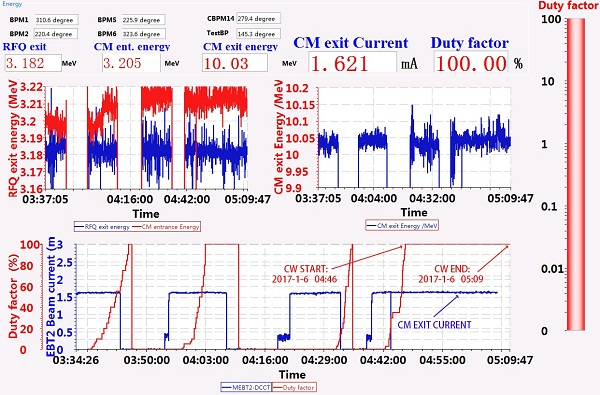 Energy
BPM1 310.6 degree BPM5 225.9 degree CBPM14 279.4 degree
BPM2 220.4 degree BPM6 323.6 degree TestBP 145.3 degree
RFQ exit CM ent. energy CM exit energy CM exit Current Duty factor
3.182 MeV 3.205 MeV 10.03 MeV 1.621 mA 100.00 %
Duty factor
100
10
1
0.1
0.01
0
RFQ exit energy (MeV
3.22
3.21
3.2
3.19
3.18
3.17
3.16
03:37:05 04:16:00 04:42:00 05:09:47
Time
RFQ exit energy CM entrance Energy
CM exit Energy /MeV
10.2
10.15
10.1
10.05
10
9.95
9.9
03:37:05 04:04:00 04:32:00 05:09:47
Time
CM exit Energy /MeV
Duty factor (%)
100
80
60
40
20
0
EBT2 Beam current (m
3
2.5
2
1.5
1
0.5
0
CW START:
2017-1-6 04:46
CW END:
2017-1-6 05:09
CM EXIT CURRENT
03:34:26 03:50:00 04:03:00 04:16:00 04:29:00 04:42:00 04:55:00 05:09:47
Time
MEBT2-DCCT Duty factor